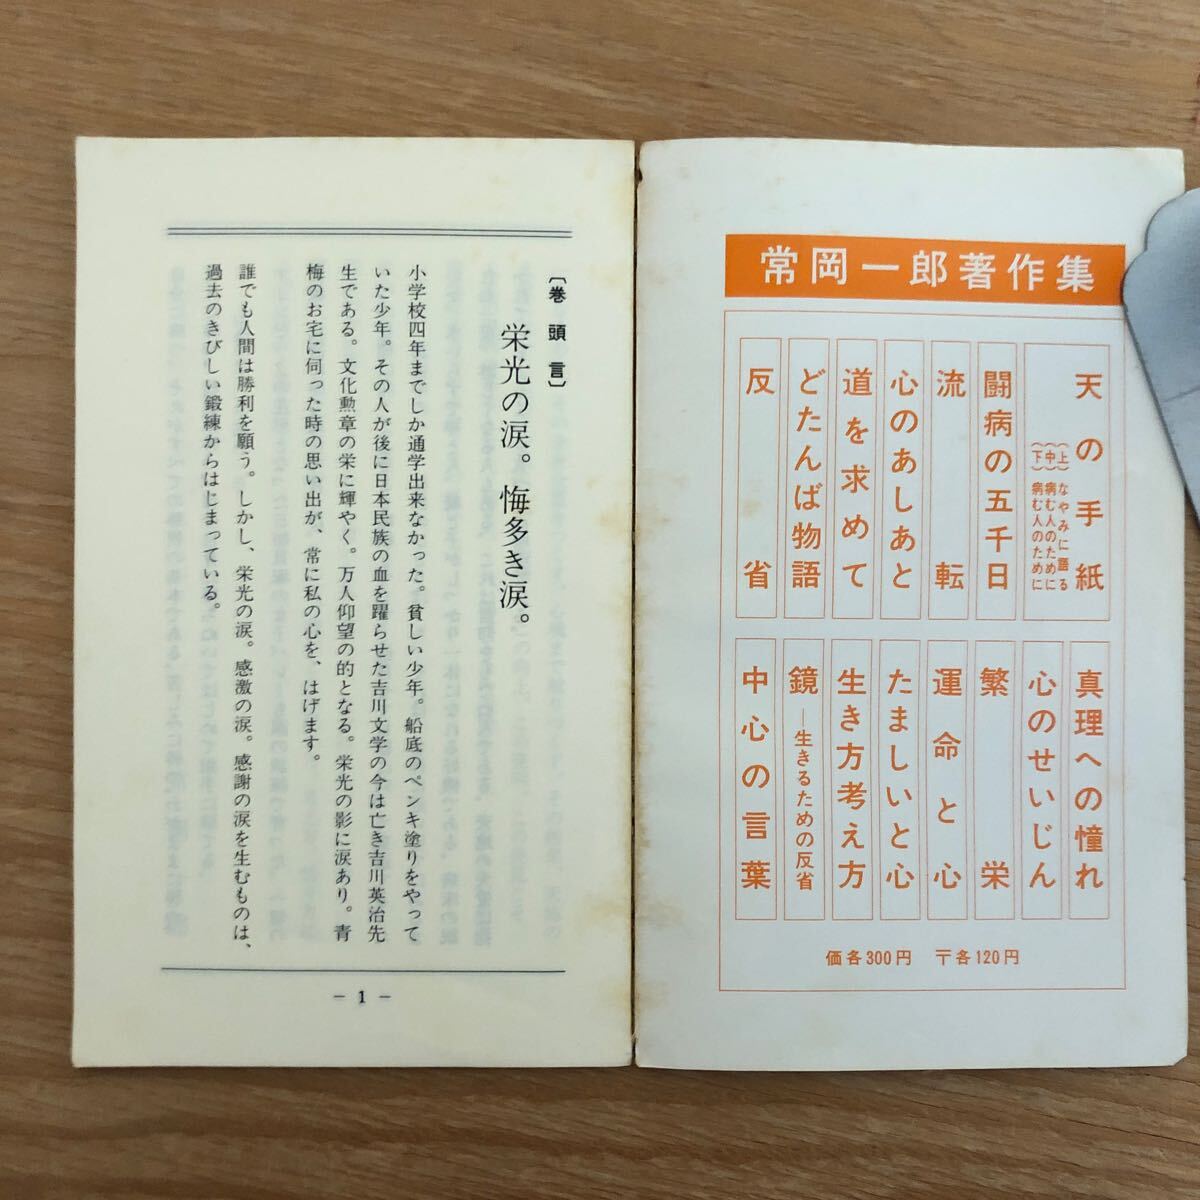 常岡一郎著作集
天の手紙
(上)なやみに語る
(中)病む人のために
(下)病む人のために
闘病の五千日
流転
心のあしあと
道を求めて
どたんば物語
反省
真理への憧れ
心のせいじん
繁栄
運命と心
たましいと心
生き方考え方
鏡―生きるための反省
中心の言葉
価各300円 〒各120円
〔巻頭言〕
栄光の涙。悔多き涙。
小学校四年までしか通学出来なかった。貧しい少年。船底のペンキ塗りをやって
いた少年。その人が後に日本民族の血を躍らせた吉川文学の今は亡き吉川英治先
生である。文化勲章の栄に輝やく。万人仰望の的となる。栄光の影に涙あり。青
梅のお宅に伺った時の思い出が、常に私の心を、はげます。
誰でも人間は勝利を願う。しかし、栄光の涙。感激の涙。感謝の涙を生むものは、
過去のきびしい鍛練からはじまっている。
－1－